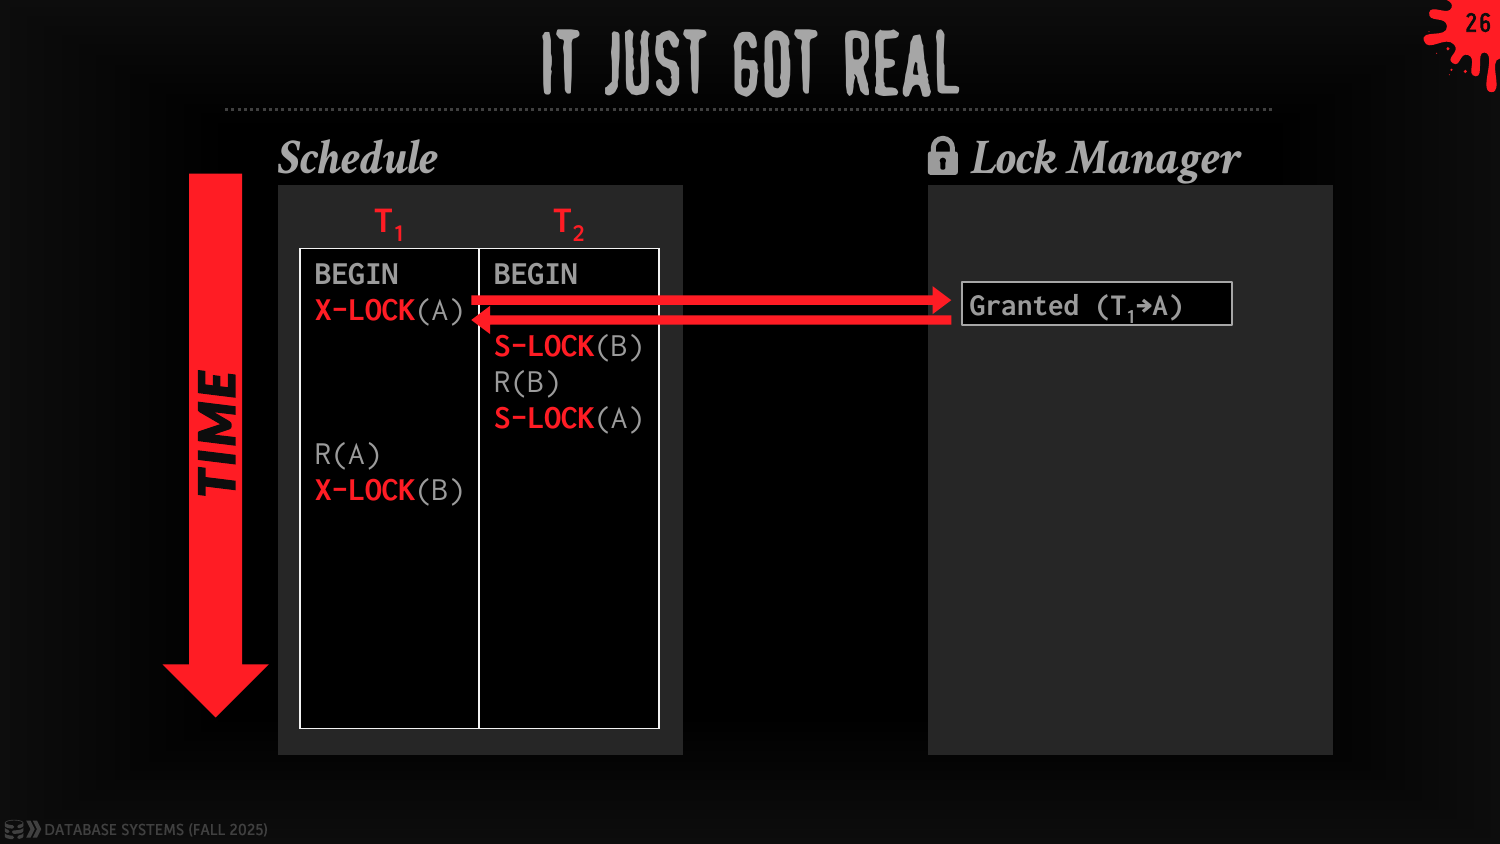 26
IT JUST GOT REAL
Schedule
Lock Manager
TIME
T1 T2
BEGIN BEGIN
X-LOCK(A)
Granted (T1→A)
S-LOCK(B)
R(B)
S-LOCK(A)
R(A)
X-LOCK(B)
DATABASE SYSTEMS (FALL 2025)